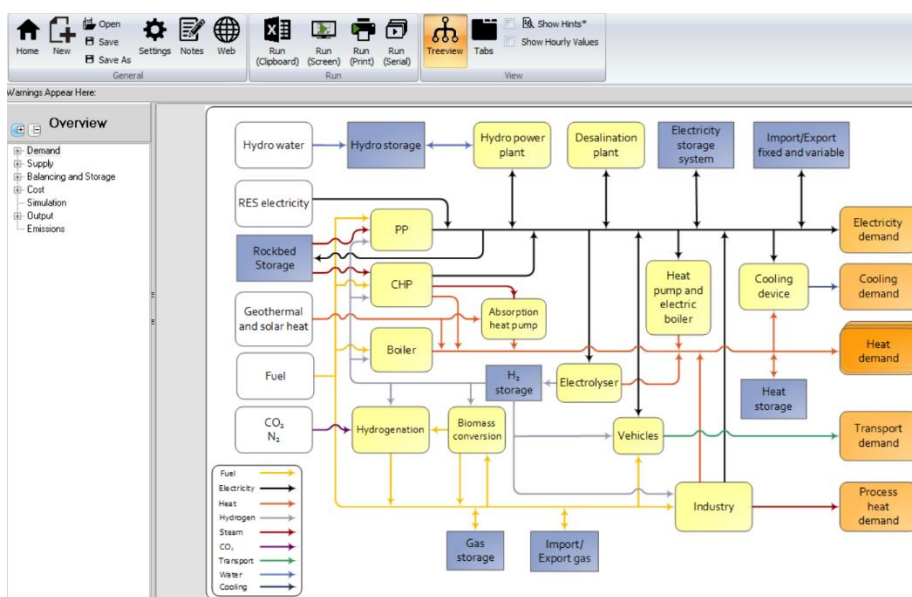 Home
New
Open
Save
Save As
Settings
Notes
Web
General
Run
(Clipboard)
Run
(Screen)
Run
(Print)
Run
(Serial)
Run
Treeview
Tabs
Show Hints*
Show Hourly Values
View
Warnings Appear Here:
Overview
Demand
Supply
Balancing and Storage
Cost
Simulation
Output
Emissions
Hydro water
Hydro storage
Hydro power
plant
Desalination
plant
Electricity
storage
system
Import/Export
fixed and variable
RES electricity
PP
Electricity
demand
Rockbed
Storage
CHP
Heat
pump and
electric
boiler
Cooling
device
Cooling
demand
Geothermal
and solar heat
Absorption
heat pump
Boiler
Heat
demand
Fuel
H₂
storage
Electrolyser
Heat
storage
CO₂
N₂
Hydrogenation
Biomass
conversion
Vehicles
Transport
demand
Fuel
Electricity
Heat
Hydrogen
Steam
CO₂
Transport
Water
Cooling
Industry
Process
heat
demand
Gas
storage
Import/
Export gas